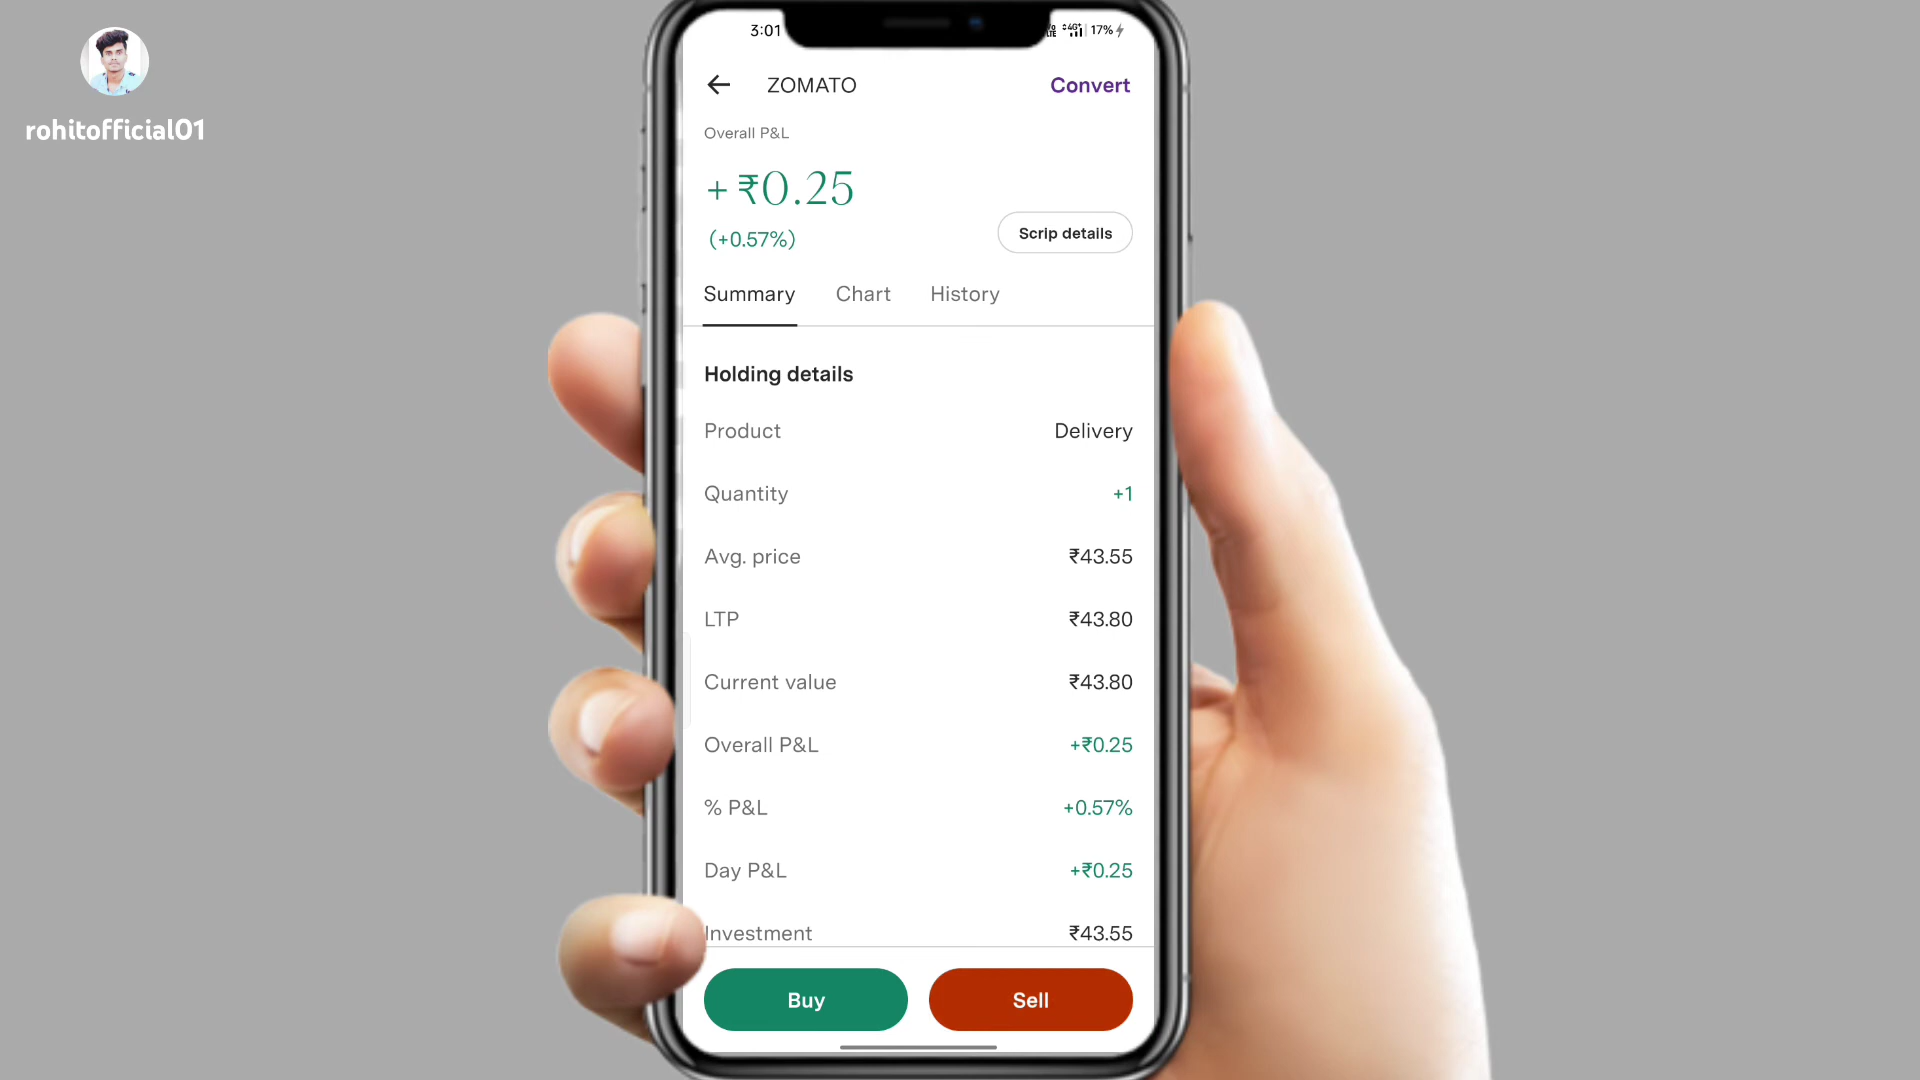 rohitofficial01
3:01
4G+ 17%
ZOMATO
Convert
Overall P&L
+ ₹0.25
(+0.57%)
Scrip details
Summary Chart History
Holding details
Product Delivery
Quantity +1
Avg. price ₹43.55
LTP ₹43.80
Current value ₹43.80
Overall P&L +₹0.25
% P&L +0.57%
Day P&L +₹0.25
Investment ₹43.55
Buy Sell